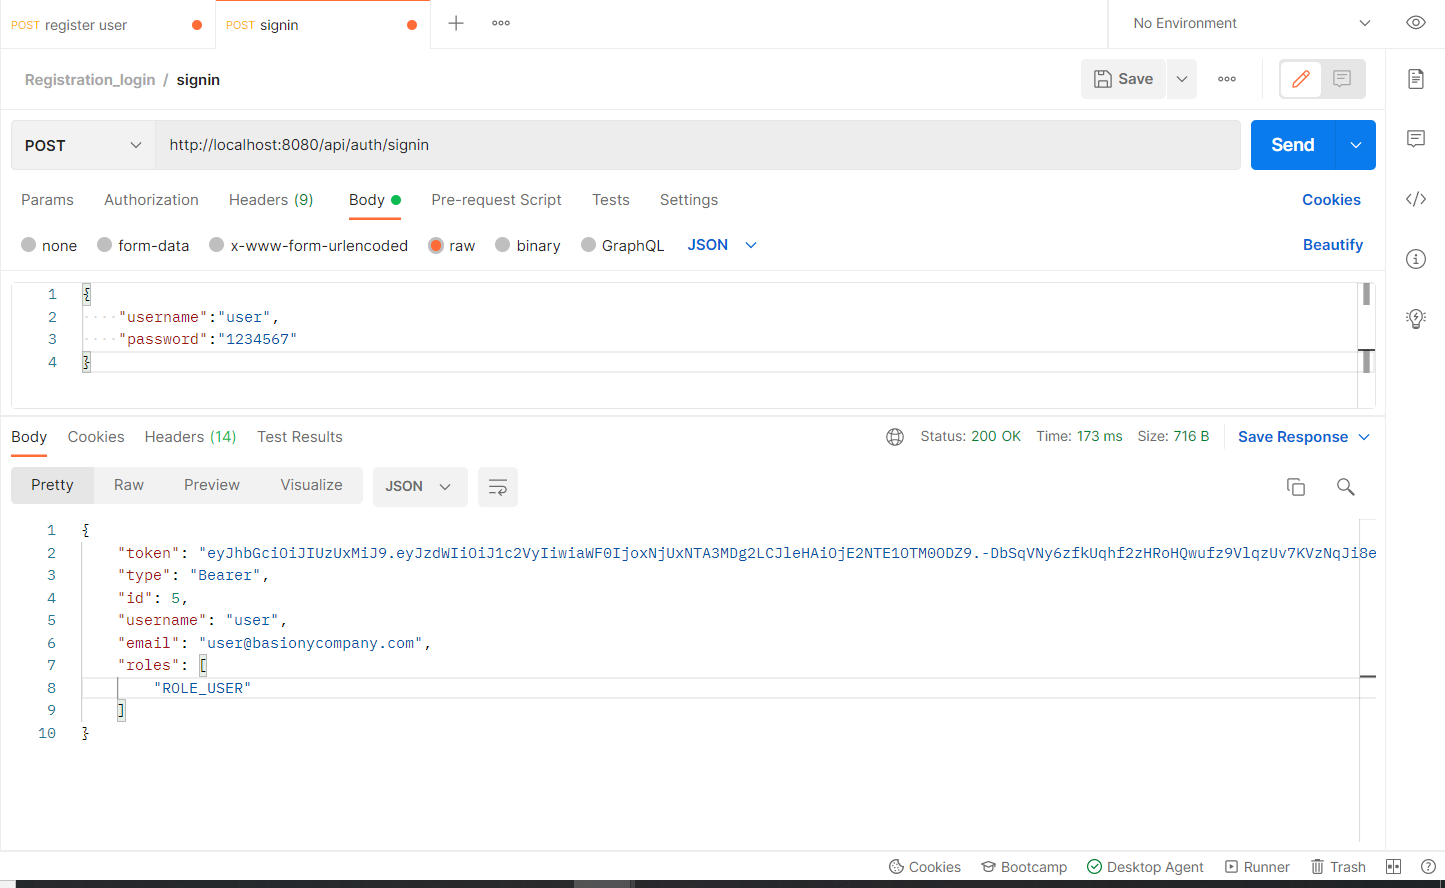 POST register user POST signin No Environment
Registration_login / signin Save
POST http://localhost:8080/api/auth/signin Send
Params Authorization Headers (9) Body Pre-request Script Tests Settings Cookies
none form-data x-www-form-urlencoded raw binary GraphQL JSON Beautify
1 {
2 "username":"user",
3 "password":"1234567"
4 }
Body Cookies Headers (14) Test Results Status: 200 OK Time: 173 ms Size: 716 B Save Response
Pretty Raw Preview Visualize JSON
1 {
2 "token": "eyJhbGciOiJIUzUxMiJ9.eyJzdWIiOiJ1c2VyIiwiaWF0IjoxNjUxNTA3MDg2LCJleHAiOjE2NTE1OTM0ODZ9.-DbSqVNy6zfkUqhf2zHRoHQwufz9VlqzUv7KVzNqJi8e
3 "type": "Bearer",
4 "id": 5,
5 "username": "user",
6 "email": "user@basionycompany.com",
7 "roles": [
8 "ROLE_USER"
9 ]
10 }
Cookies Bootcamp Desktop Agent Runner Trash